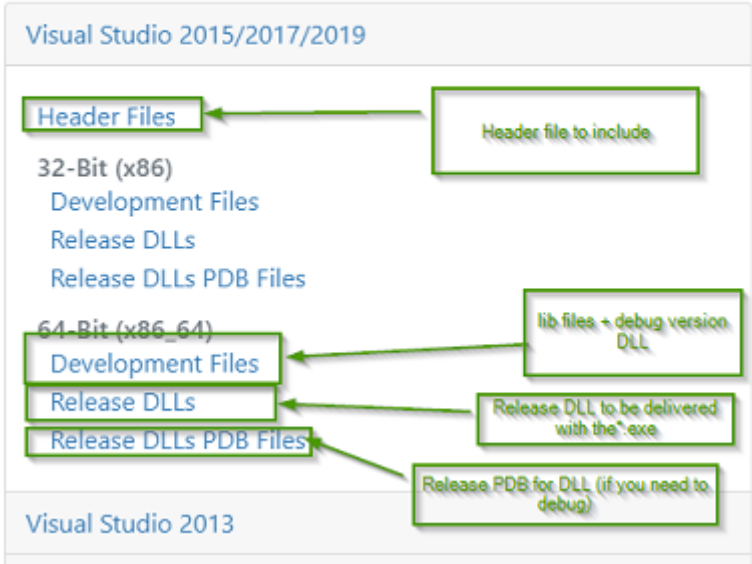 Visual Studio 2015/2017/2019
Header Files
Header file to include
32-Bit (x86)
Development Files
Release DLLs
Release DLLs PDB Files
64-Bit (x86_64)
lib files + debug version
DLL
Development Files
Release DLLs
Release DLL to be delivered
with the*.exe
Release DLLs PDB Files
Release PDB for DLL (if you need to
debug)
Visual Studio 2013